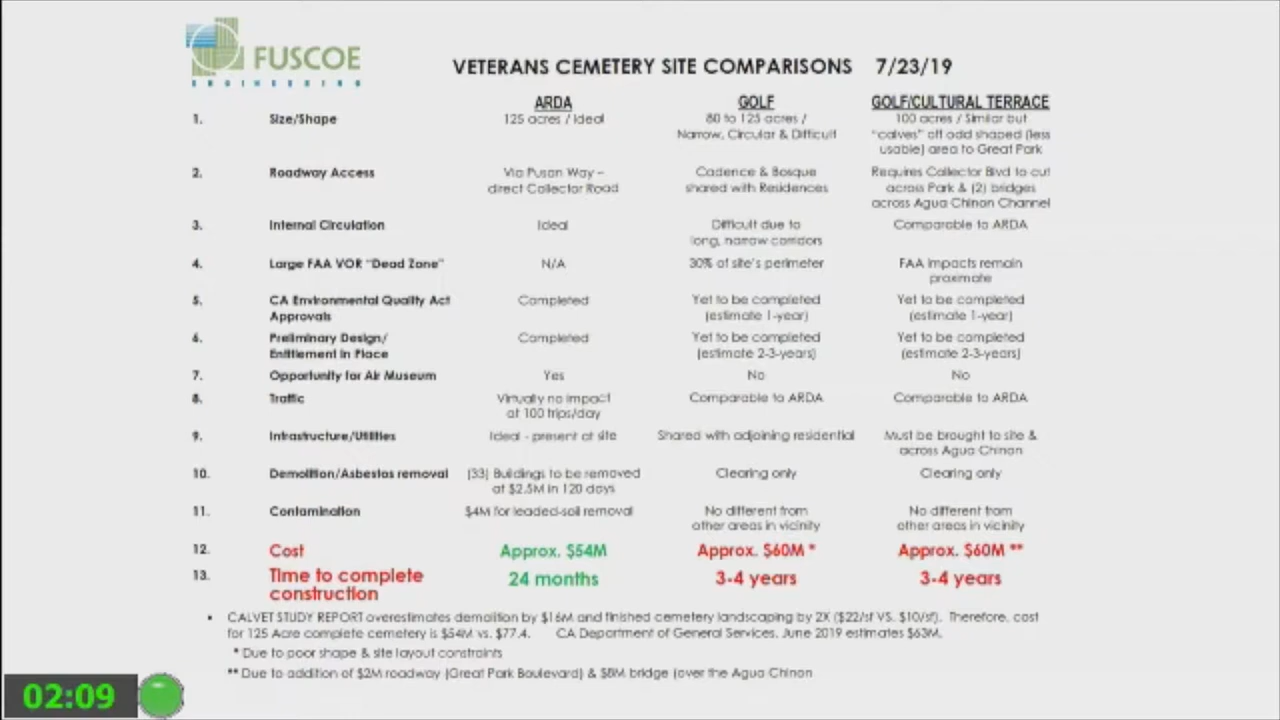 FUSCOE
ENGINEERING
VETERANS CEMETERY SITE COMPARISONS 7/23/19
ARDA GOLF GOLF/CULTURAL TERRACE
1. Size/Shape 125 acres / Ideal 80 to 125 acres / 100 acres / Similar but
Narrow, Circular & Difficult "calves" off odd shaped (less
usable) area to Great Park
2. Roadway Access Via Pusan Way – Cadence & Bosque Requires Collector Blvd to cut
direct Collector Road shared with Residences across Park & (2) bridges
across Agua Chinon Channel
3. Internal Circulation Ideal Difficult due to Comparable to ARDA
long, narrow corridors
4. Large FAA VOR "Dead Zone" N/A 30% of site's perimeter FAA impacts remain
proximate
5. CA Environmental Quality Act Completed Yet to be completed Yet to be completed
Approvals (estimate 1-year) (estimate 1-year)
6. Preliminary Design/ Completed Yet to be completed Yet to be completed
Entitlement in Place (estimate 2-3-years) (estimate 2-3-years)
7. Opportunity for Air Museum Yes No No
8. Traffic Virtually no impact Comparable to ARDA Comparable to ARDA
at 100 trips/day
9. Infrastructure/Utilities Ideal - present at site Shared with adjoining residential Must be brought to site &
across Agua Chinon
10. Demolition/Asbestos removal (33) Buildings to be removed Clearing only Clearing only
at $2.5M in 120 days
11. Contamination $4M for leaded-soil removal No different from No different from
other areas in vicinity other areas in vicinity
12. Cost Approx. $54M Approx. $60M * Approx. $60M **
13. Time to complete 24 months 3-4 years 3-4 years
construction
• CALVET STUDY REPORT overestimates demolition by $16M and finished cemetery landscaping by 2X ($22/sf VS. $10/sf). Therefore, cost
for 125 Acre complete cemetery is $54M vs. $77.4. CA Department of General Services, June 2019 estimates $63M.
* Due to poor shape & site layout constraints
** Due to addition of $2M roadway (Great Park Boulevard) & $8M bridge (over the Agua Chinon
02:09